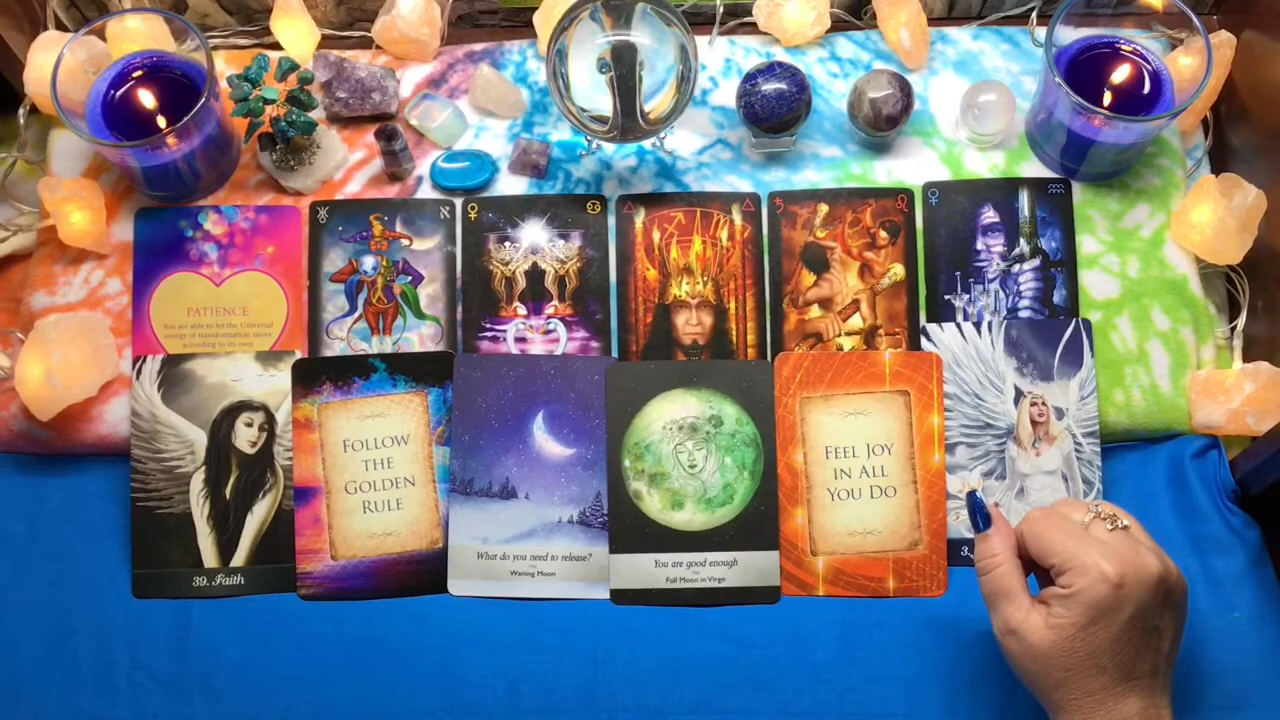 PATIENCE
You are able to let the Universal
energy of transformation move
according to its own
39. Faith
FOLLOW
THE
GOLDEN
RULE
What do you need to release?
Waning Moon
You are good enough
Full Moon in Virgo
FEEL JOY
IN ALL
YOU DO
3.